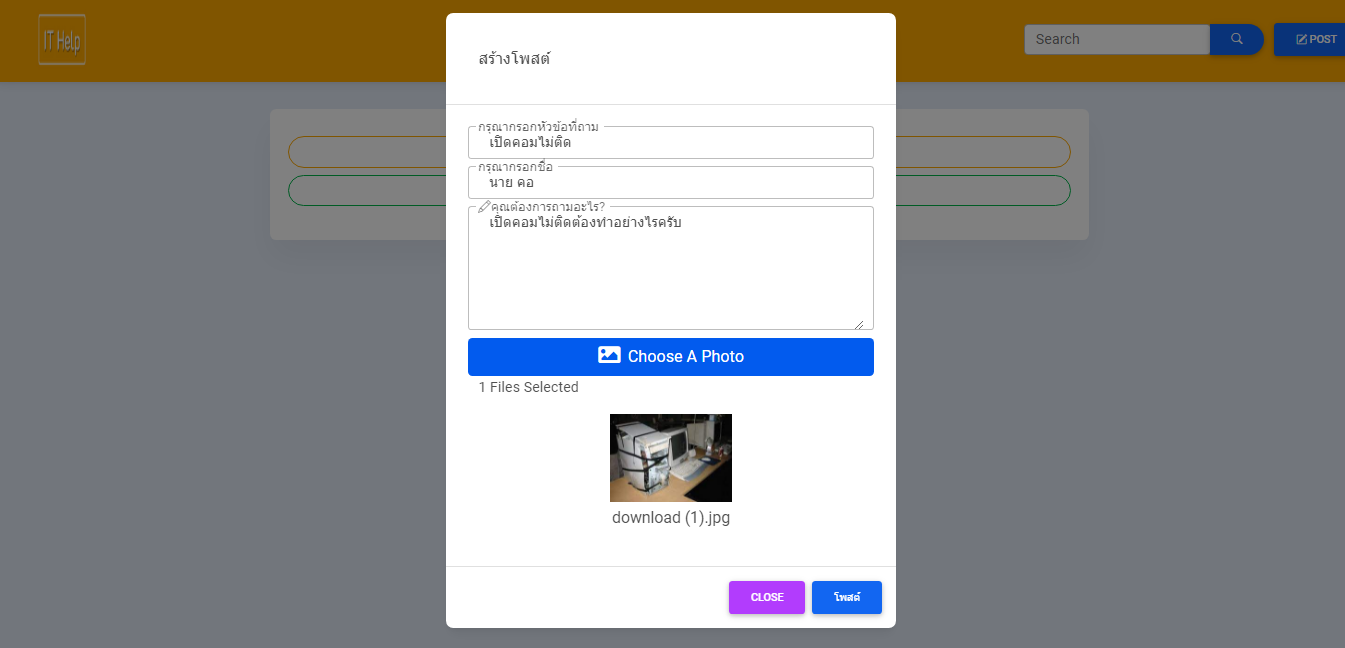 IT Help
Search
POST
สร้างโพสต์
กรุณากรอกหัวข้อที่ถาม
เปิดคอมไม่ติด
กรุณากรอกชื่อ
นาย คอ
คุณต้องการถามอะไร?
เปิดคอมไม่ติดต้องทำอย่างไรครับ
Choose A Photo
1 Files Selected
download (1).jpg
CLOSE
โพสต์